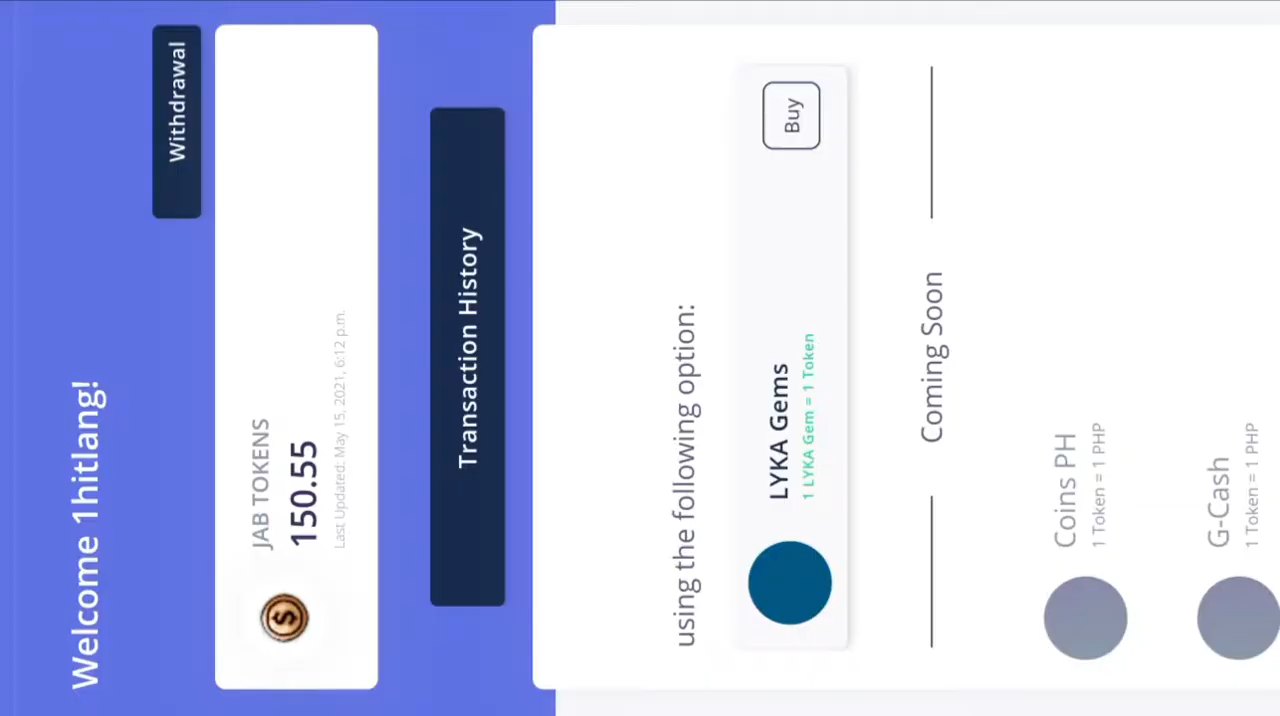 Welcome 1hitlang!
Withdrawal
JAB TOKENS
150.55
Last Updated: May 15, 2021, 6:12 p.m.
Transaction History
using the following option:
LYKA Gems
1 LYKA Gem = 1 Token
Buy
Coming Soon
Coins PH
1 Token = 1 PHP
G-Cash
1 Token = 1 PHP